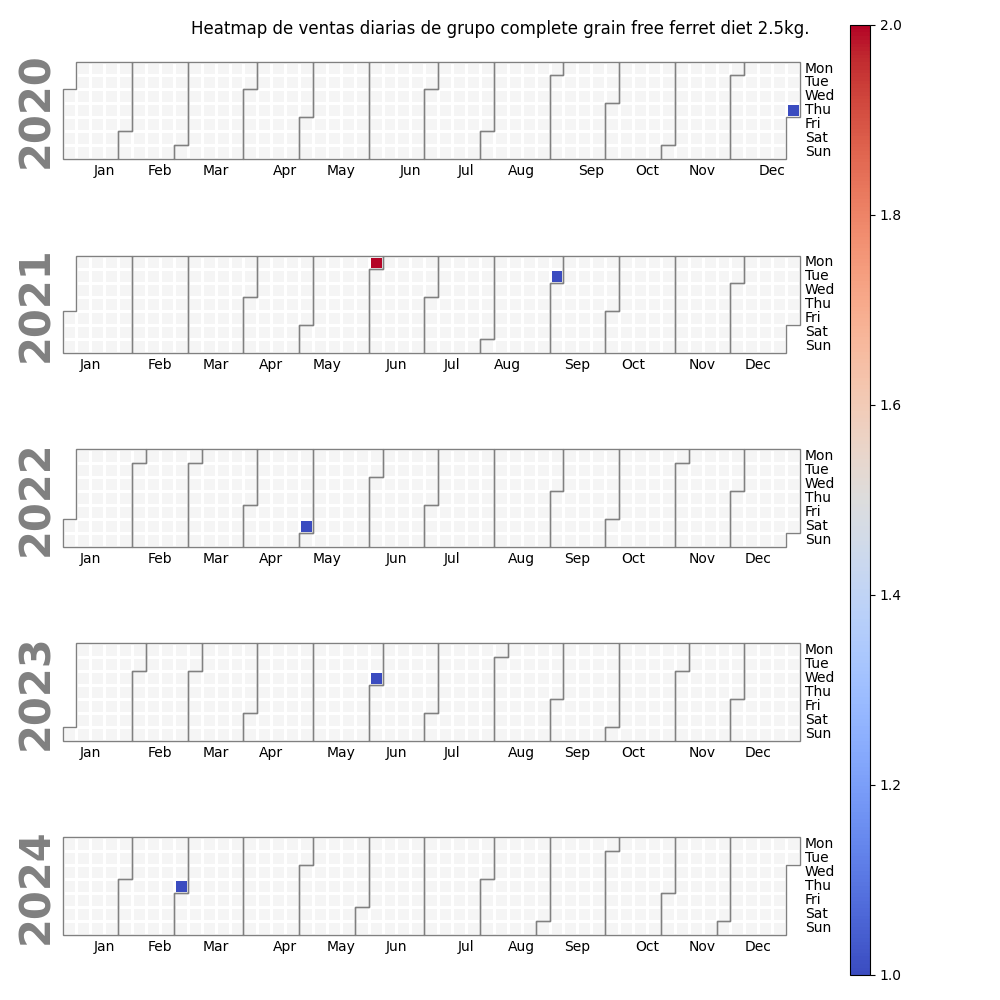 Heatmap de ventas diarias de grupo complete grain free ferret diet 2.5kg.
2020
Mon
Tue
Wed
Thu
Fri
Sat
Sun
Jan Feb Mar Apr May Jun Jul Aug Sep Oct Nov Dec
2021
Mon
Tue
Wed
Thu
Fri
Sat
Sun
Jan Feb Mar Apr May Jun Jul Aug Sep Oct Nov Dec
2022
Mon
Tue
Wed
Thu
Fri
Sat
Sun
Jan Feb Mar Apr May Jun Jul Aug Sep Oct Nov Dec
2023
Mon
Tue
Wed
Thu
Fri
Sat
Sun
Jan Feb Mar Apr May Jun Jul Aug Sep Oct Nov Dec
2024
Mon
Tue
Wed
Thu
Fri
Sat
Sun
Jan Feb Mar Apr May Jun Jul Aug Sep Oct Nov Dec
2.0
1.8
1.6
1.4
1.2
1.0